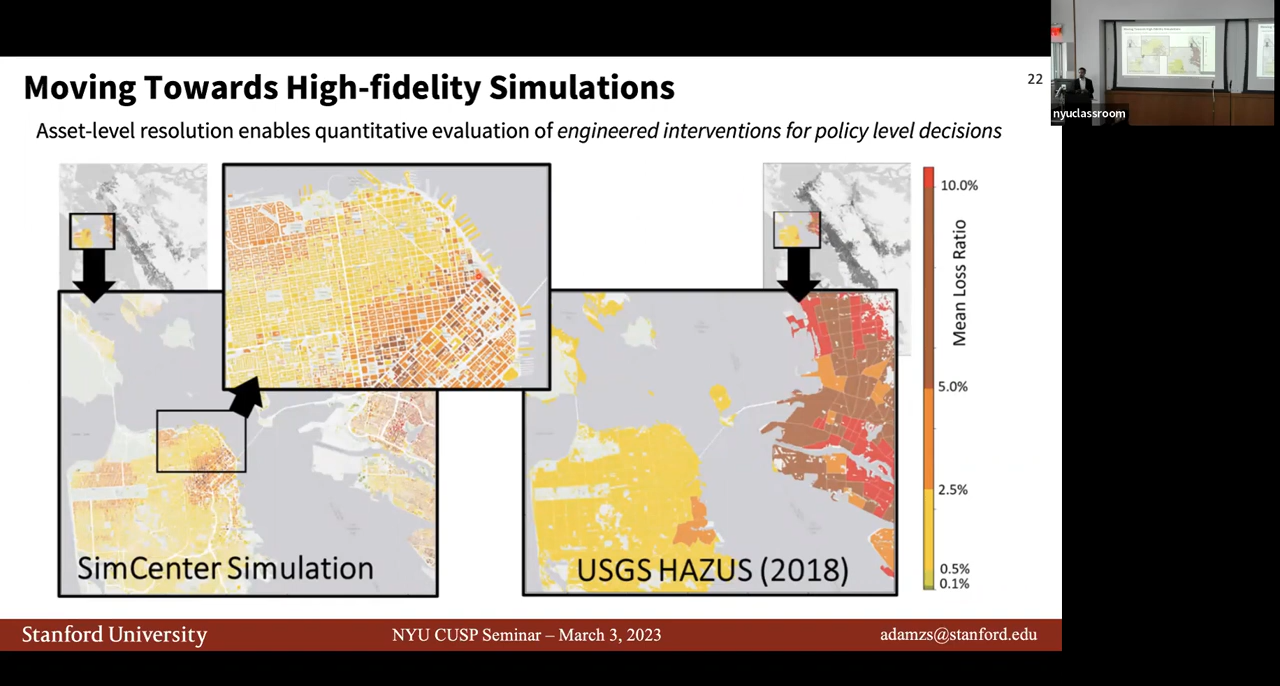 Moving Towards High-fidelity Simulations
22
Asset-level resolution enables quantitative evaluation of engineered interventions for policy level decisions
nyuclassroom
10.0%
Mean Loss Ratio
5.0%
2.5%
0.5%
0.1%
SimCenter Simulation
USGS HAZUS (2018)
Stanford University
NYU CUSP Seminar – March 3, 2023
adamzs@stanford.edu